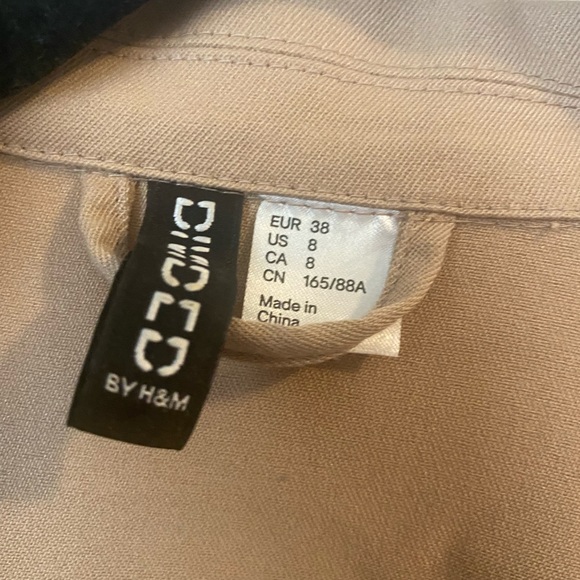 DIVIDED
BY H&M
EUR 38
US 8
CA 8
CN 165/88A
Made in
China